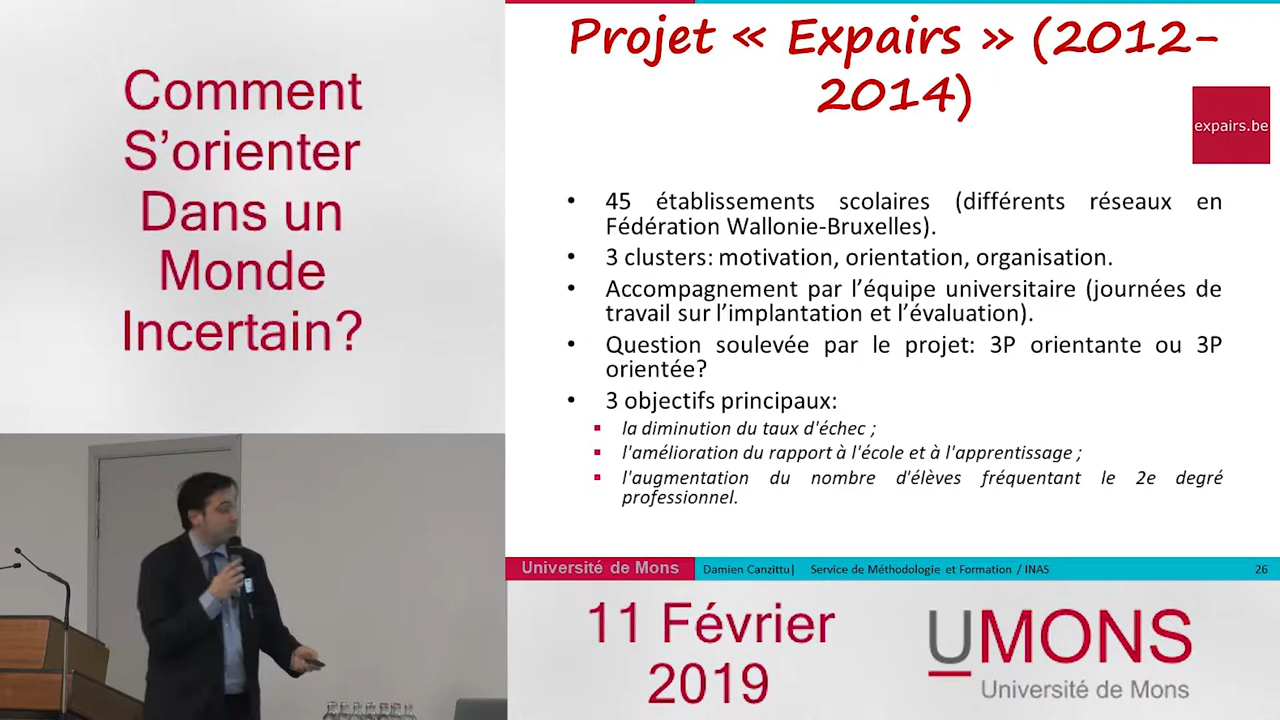 Comment
S'orienter
Dans un
Monde
Incertain?
Projet « Expairs » (2012-
2014)
expairs.be
• 45 établissements scolaires (différents réseaux en
Fédération Wallonie-Bruxelles).
• 3 clusters: motivation, orientation, organisation.
• Accompagnement par l’équipe universitaire (journées de
travail sur l’implantation et l’évaluation).
• Question soulevée par le projet: 3P orientante ou 3P
orientée?
• 3 objectifs principaux:
▪ la diminution du taux d'échec ;
▪ l'amélioration du rapport à l'école et à l'apprentissage ;
▪ l'augmentation du nombre d'élèves fréquentant le 2e degré
professionnel.
Université de Mons Damien Canzittu| Service de Méthodologie et Formation / INAS 26
11 Février
2019
UMONS
Université de Mons